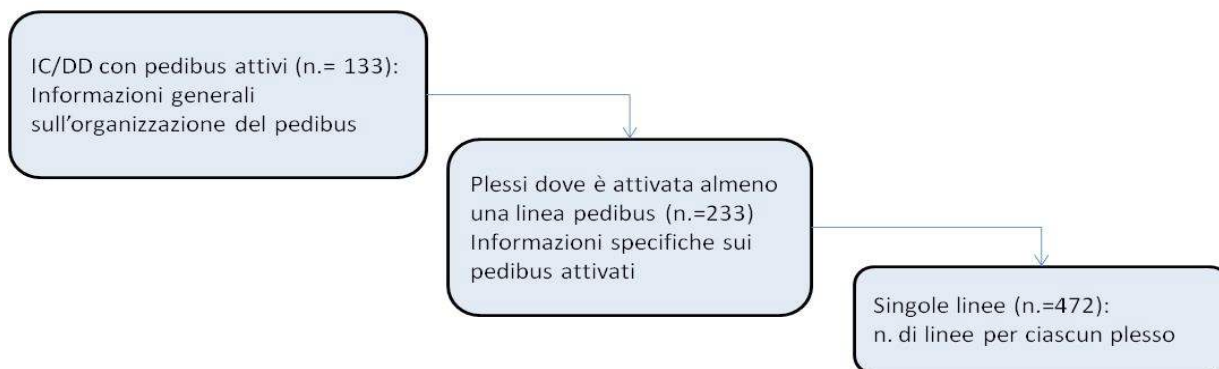 IC/DD con pedibus attivi (n.= 133):
Informazioni generali
sull'organizzazione del pedibus
Plessi dove è attivata almeno
una linea pedibus (n.=233)
Informazioni specifiche sui
pedibus attivati
Singole linee (n.=472):
n. di linee per ciascun plesso